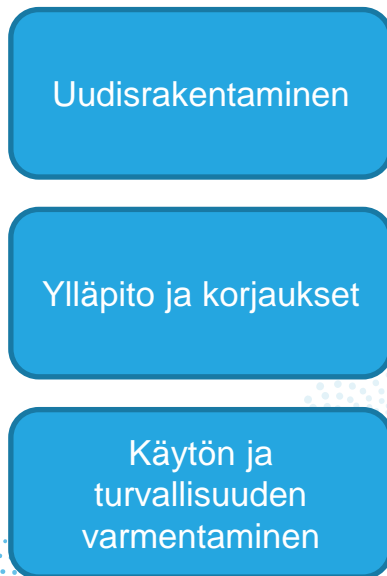 Uudisrakentaminen
Ylläpito ja korjaukset
Käytön ja
turvallisuuden
varmentaminen